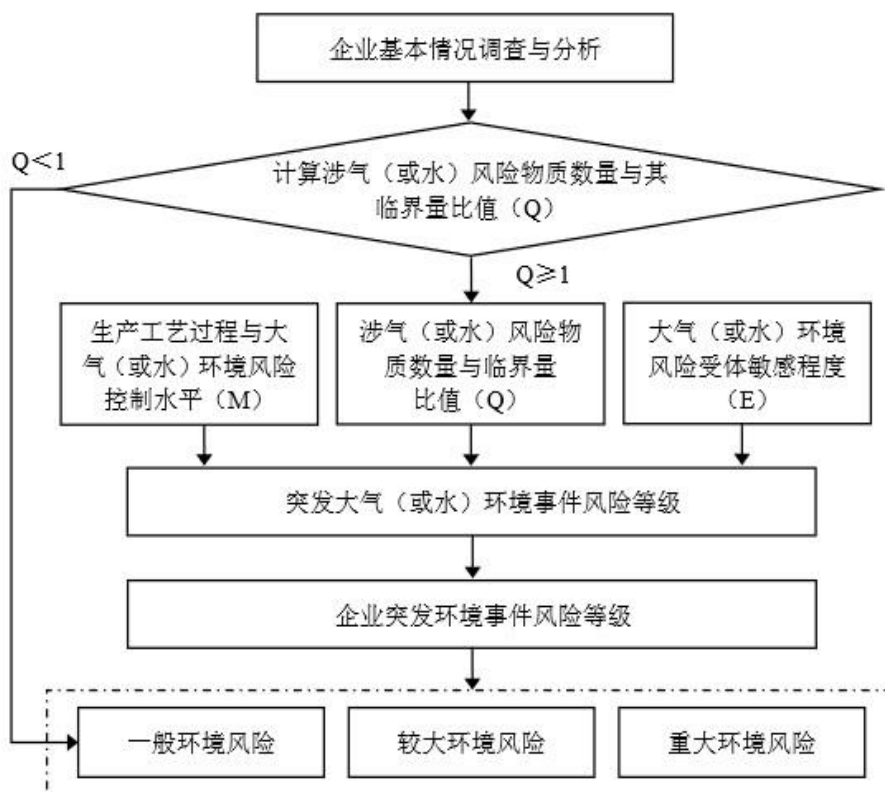 企业基本情况调查与分析
Q＜1
计算涉气（或水）风险物质数量与其
临界量比值（Q）
Q≥1
生产工艺过程与大
气（或水）环境风险
控制水平（M）
涉气（或水）风险物
质数量与临界量
比值（Q）
大气（或水）环境
风险受体敏感程度
（E）
突发大气（或水）环境事件风险等级
企业突发环境事件风险等级
一般环境风险
较大环境风险
重大环境风险